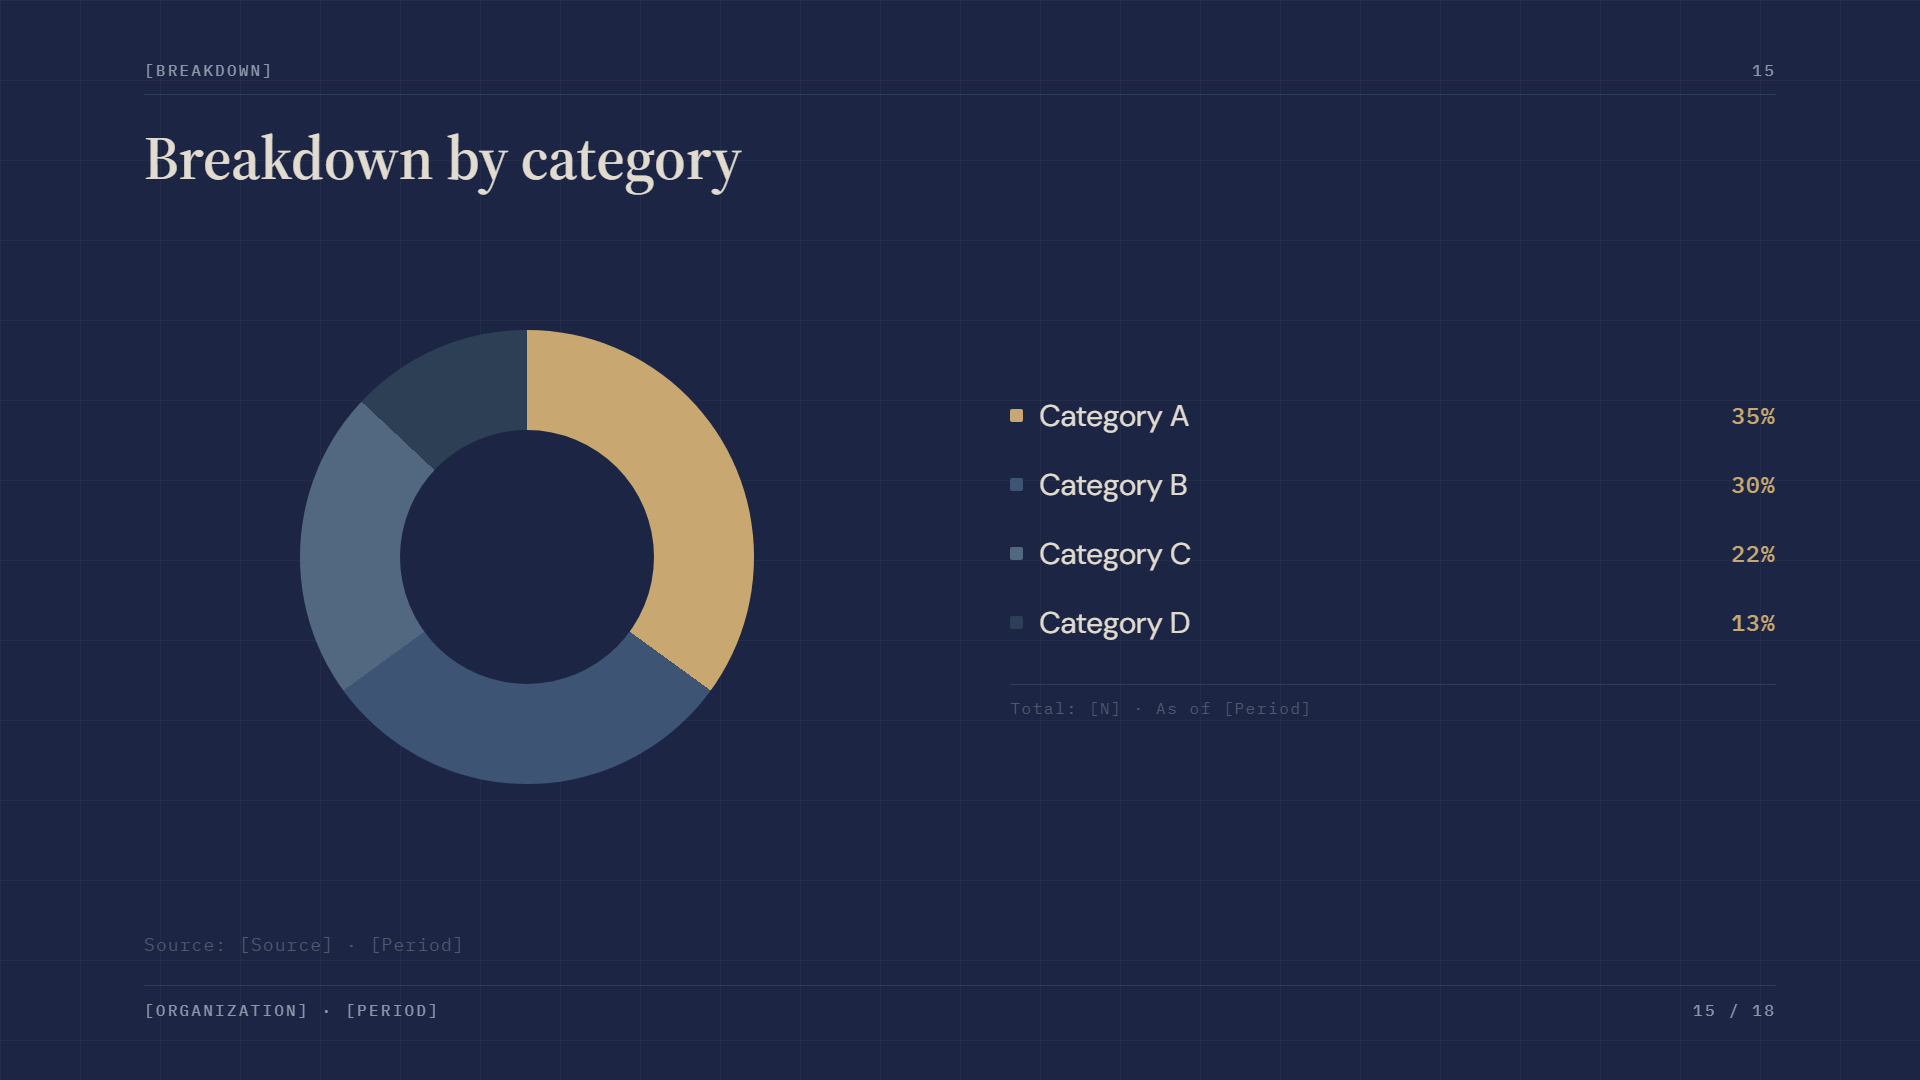 [BREAKDOWN]
15
Breakdown by category
Category A 35%
Category B 30%
Category C 22%
Category D 13%
Total: [N] · As of [Period]
Source: [Source] · [Period]
[ORGANIZATION] · [PERIOD]
15 / 18